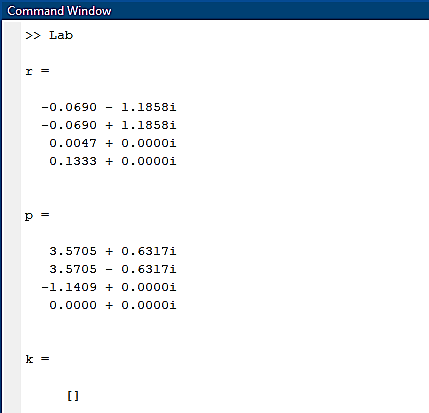 Command Window
>> Lab
r =
-0.0690 - 1.1858i
-0.0690 + 1.1858i
0.0047 + 0.0000i
0.1333 + 0.0000i
p =
3.5705 + 0.6317i
3.5705 - 0.6317i
-1.1409 + 0.0000i
0.0000 + 0.0000i
k =
[]